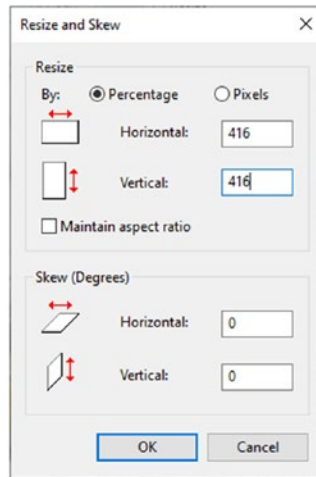 Resize and Skew
Resize
By: Percentage Pixels
Horizontal: 416
Vertical: 416
Maintain aspect ratio
Skew (Degrees)
Horizontal: 0
Vertical: 0
OK Cancel